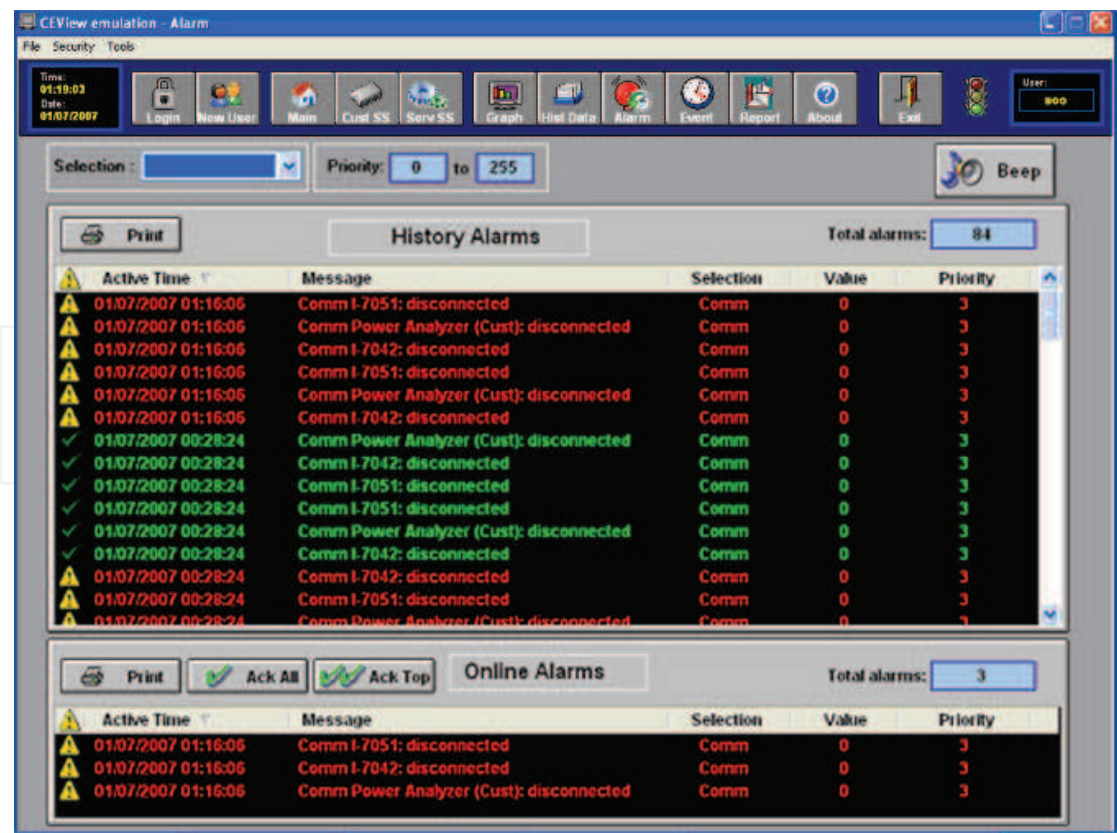 CEView emulation - Alarm
File Security Tools
Time:
01:19:03
Date:
01/07/2007
Login New User Main Cust SS Serv SS Graph Hist Data Alarm Event Report About Exit
User:
Selection :
Priority: 0 to 255
Beep
Print History Alarms Total alarms: 84
Active Time Message Selection Value Priority
01/07/2007 01:16:06 Comm I-7051: disconnected Comm 0 3
01/07/2007 01:16:06 Comm Power Analyzer (Cust): disconnected Comm 0 3
01/07/2007 01:16:06 Comm I-7042: disconnected Comm 0 3
01/07/2007 01:16:06 Comm I-7051: disconnected Comm 0 3
01/07/2007 01:16:06 Comm Power Analyzer (Cust): disconnected Comm 0 3
01/07/2007 01:16:06 Comm I-7042: disconnected Comm 0 3
01/07/2007 00:28:24 Comm Power Analyzer (Cust): disconnected Comm 0 3
01/07/2007 00:28:24 Comm I-7042: disconnected Comm 0 3
01/07/2007 00:28:24 Comm I-7051: disconnected Comm 0 3
01/07/2007 00:28:24 Comm I-7051: disconnected Comm 0 3
01/07/2007 00:28:24 Comm Power Analyzer (Cust): disconnected Comm 0 3
01/07/2007 00:28:24 Comm I-7042: disconnected Comm 0 3
01/07/2007 00:28:24 Comm I-7042: disconnected Comm 0 3
01/07/2007 00:28:24 Comm I-7051: disconnected Comm 0 3
01/07/2007 00:28:24 Comm Power Analyzer (Cust): disconnected Comm 0 3
Print Ack All Ack Top Online Alarms Total alarms: 3
Active Time Message Selection Value Priority
01/07/2007 01:16:06 Comm I-7051: disconnected Comm 0 3
01/07/2007 01:16:06 Comm I-7042: disconnected Comm 0 3
01/07/2007 01:16:06 Comm Power Analyzer (Cust): disconnected Comm 0 3